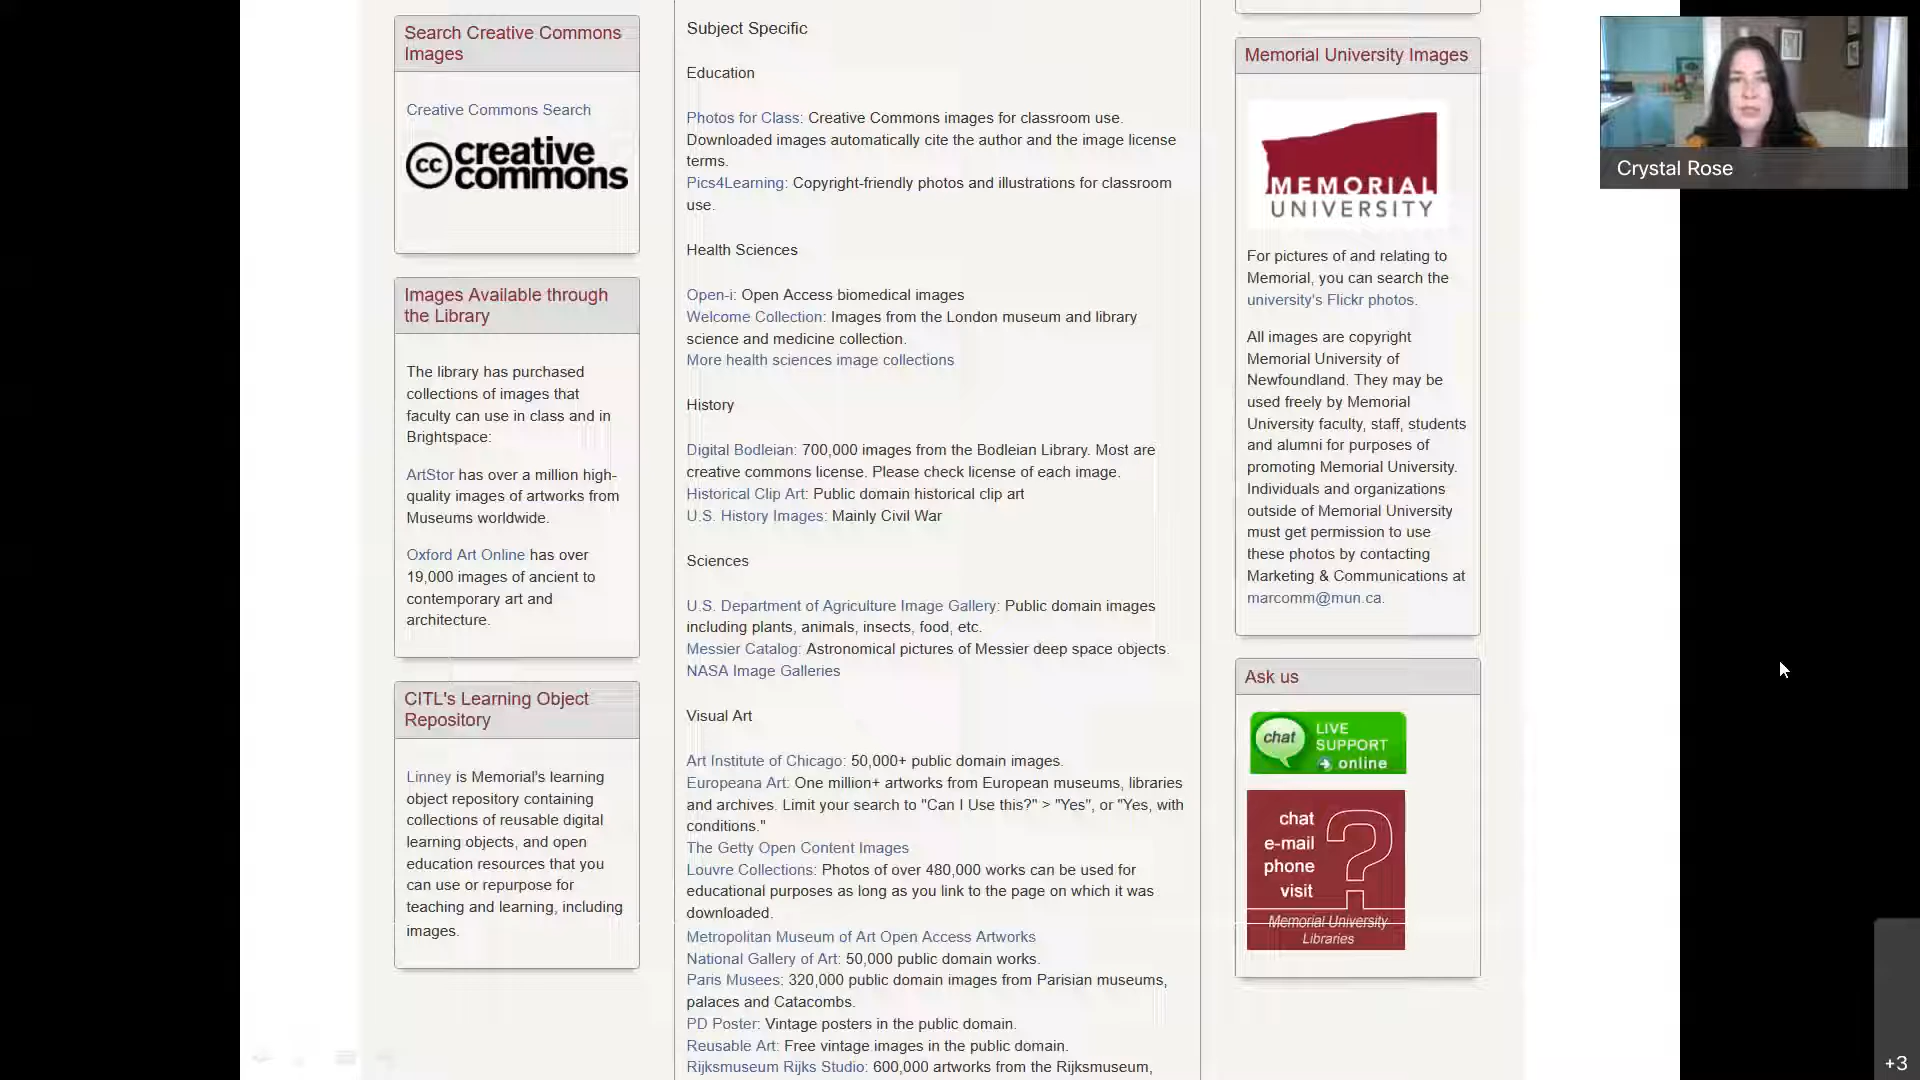 Search Creative Commons
Images
Creative Commons Search
cc creative
commons
Images Available through
the Library
The library has purchased
collections of images that
faculty can use in class and in
Brightspace:
ArtStor has over a million high-
quality images of artworks from
Museums worldwide.
Oxford Art Online has over
19,000 images of ancient to
contemporary art and
architecture.
CITL's Learning Object
Repository
Linney is Memorial's learning
object repository containing
collections of reusable digital
learning objects, and open
education resources that you
can use or repurpose for
teaching and learning, including
images.
Subject Specific
Education
Photos for Class: Creative Commons images for classroom use.
Downloaded images automatically cite the author and the image license
terms.
Pics4Learning: Copyright-friendly photos and illustrations for classroom
use.
Health Sciences
Open-i: Open Access biomedical images
Welcome Collection: Images from the London museum and library
science and medicine collection.
More health sciences image collections
History
Digital Bodleian: 700,000 images from the Bodleian Library. Most are
creative commons license. Please check license of each image.
Historical Clip Art: Public domain historical clip art
U.S. History Images: Mainly Civil War
Sciences
U.S. Department of Agriculture Image Gallery: Public domain images
including plants, animals, insects, food, etc.
Messier Catalog: Astronomical pictures of Messier deep space objects.
NASA Image Galleries
Visual Art
Art Institute of Chicago: 50,000+ public domain images.
Europeana Art: One million+ artworks from European museums, libraries
and archives. Limit your search to "Can I Use this?" > "Yes", or "Yes, with
conditions."
The Getty Open Content Images
Louvre Collections: Photos of over 480,000 works can be used for
educational purposes as long as you link to the page on which it was
downloaded.
Metropolitan Museum of Art Open Access Artworks
National Gallery of Art: 50,000 public domain works.
Paris Musees: 320,000 public domain images from Parisian museums,
palaces and Catacombs.
PD Poster: Vintage posters in the public domain.
Reusable Art: Free vintage images in the public domain.
Rijksmuseum Rijks Studio: 600,000 artworks from the Rijksmuseum,
Memorial University Images
MEMORIAL
UNIVERSITY
For pictures of and relating to
Memorial, you can search the
university's Flickr photos.
All images are copyright
Memorial University of
Newfoundland. They may be
used freely by Memorial
University faculty, staff, students
and alumni for purposes of
promoting Memorial University.
Individuals and organizations
outside of Memorial University
must get permission to use
these photos by contacting
Marketing & Communications at
marcomm@mun.ca.
Ask us
chat LIVE
SUPPORT
online
chat
e-mail
phone
visit
?
Memorial University
Libraries
Crystal Rose
+3